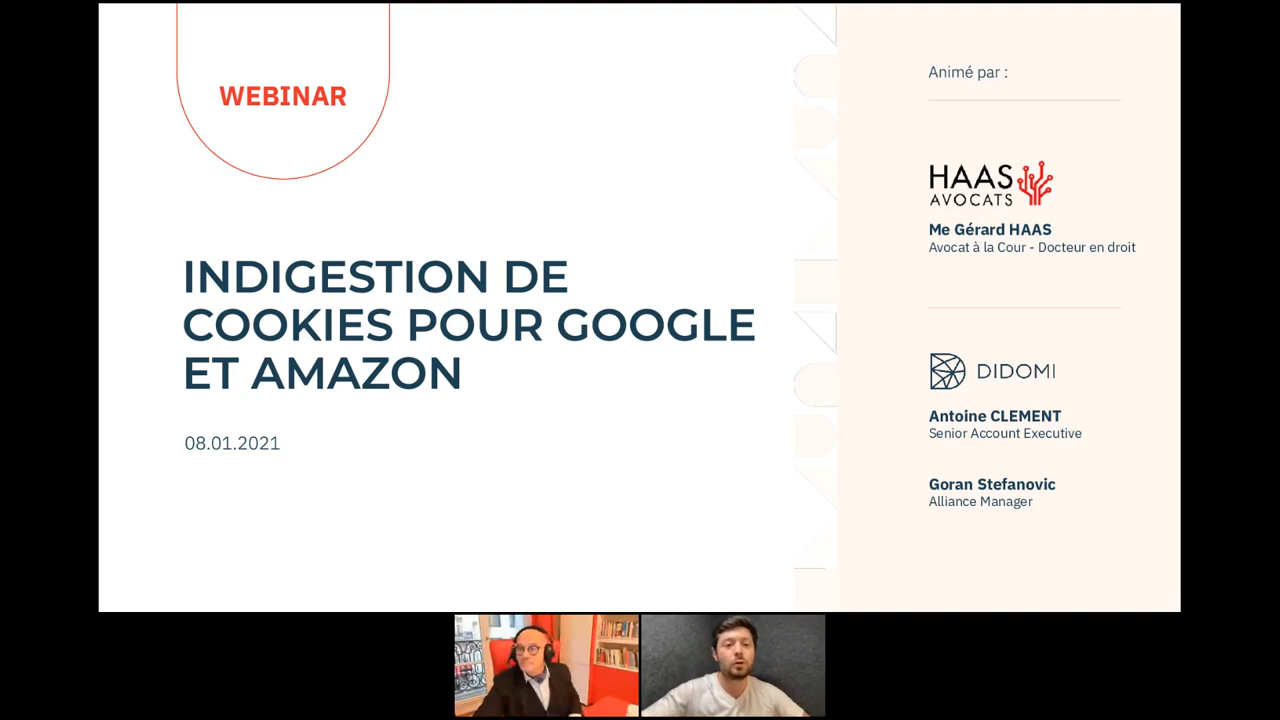 WEBINAR
INDIGESTION DE
COOKIES POUR GOOGLE
ET AMAZON
08.01.2021
Animé par :
HAAS
AVOCATS
Me Gérard HAAS
Avocat à la Cour - Docteur en droit
DIDOMI
Antoine CLEMENT
Senior Account Executive
Goran Stefanovic
Alliance Manager